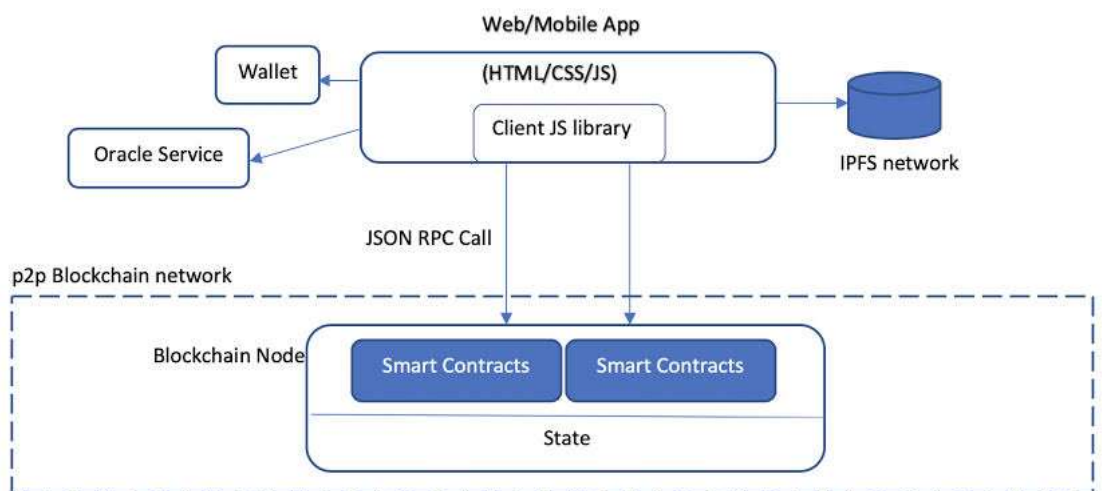 Web/Mobile App
Wallet
(HTML/CSS/JS)
Client JS library
Oracle Service
IPFS network
JSON RPC Call
p2p Blockchain network
Blockchain Node
Smart Contracts
Smart Contracts
State